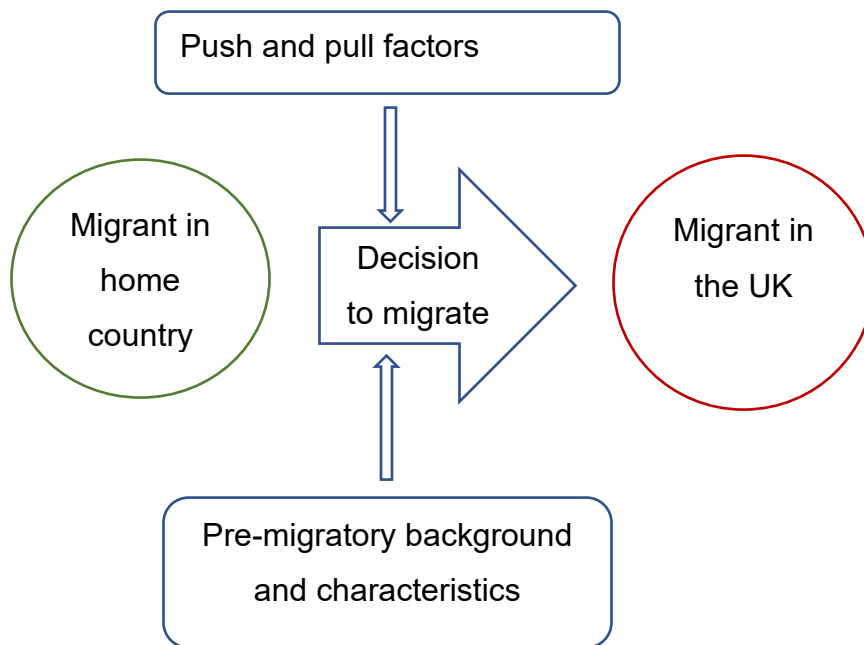 Push and pull factors
Migrant in
home
country
Decision
to migrate
Migrant in
the UK
Pre-migratory background
and characteristics